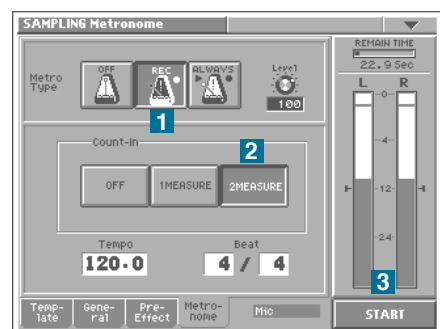 SAMPLING Metronome
REMAIN TIME
22.9 Sec
Metro Type
OFF
REC
ALWAYS
Level
100
1
L R
-0-
-4-
-12-
-24-
Count-In
2
OFF
1MEASURE
2MEASURE
Tempo
120.0
Beat
4 / 4
3
Temp-
late
Gene-
ral
Pre-
Effect
Metro-
nome
Mic
START